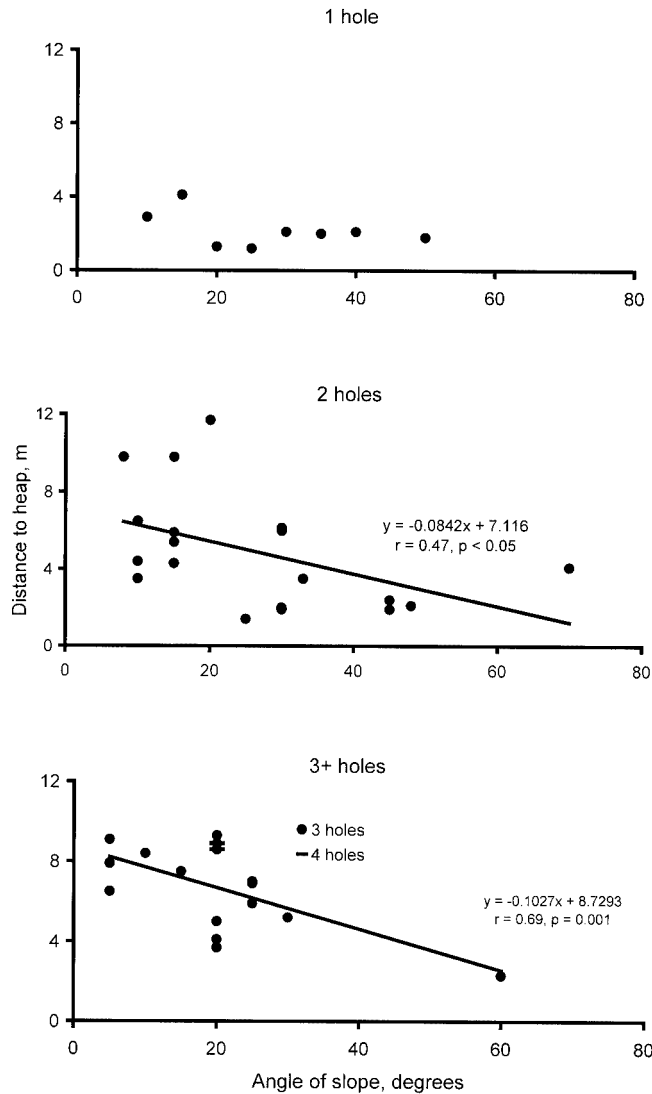 1 hole
12
8
4
0
0 20 40 60 80
2 holes
12
8
4
0
0 20 40 60 80
y = -0.0842x + 7.116
r = 0.47, p < 0.05
Distance to heap, m
3+ holes
12
8
4
0
0 20 40 60 80
3 holes
4 holes
y = -0.1027x + 8.7293
r = 0.69, p = 0.001
Angle of slope, degrees